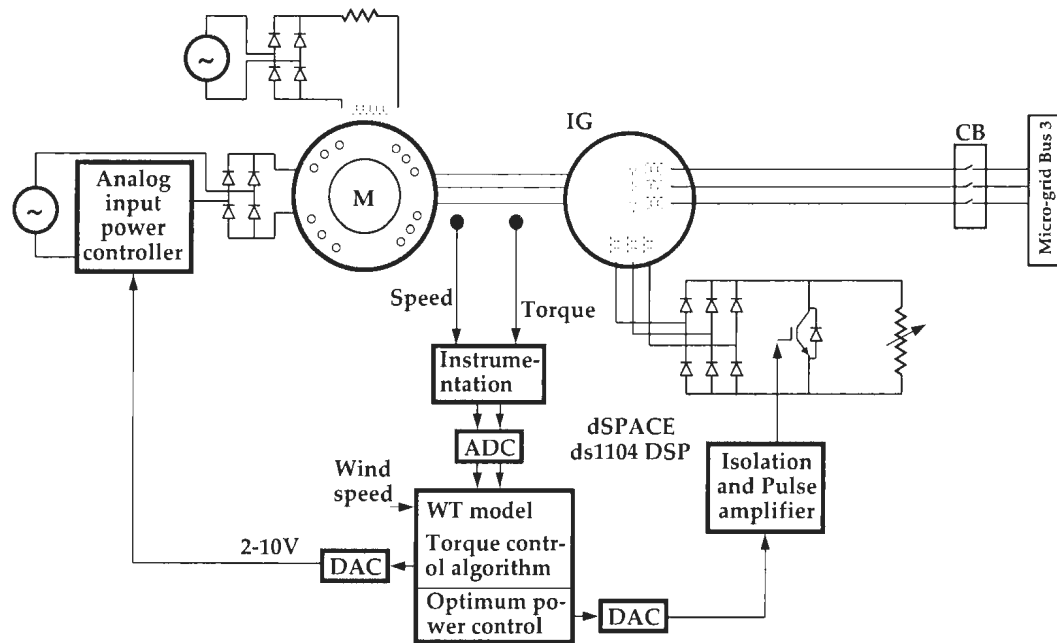 ~
IG
CB
Micro-grid Bus 3
Analog
input
power
controller
~
M
Speed
Torque
Instrume-
ntation
dSPACE
ds1104 DSP
ADC
Isolation
and Pulse
amplifier
Wind
speed
WT model
2-10V
DAC
Torque contr-
ol algorithm
Optimum po-
wer control
DAC